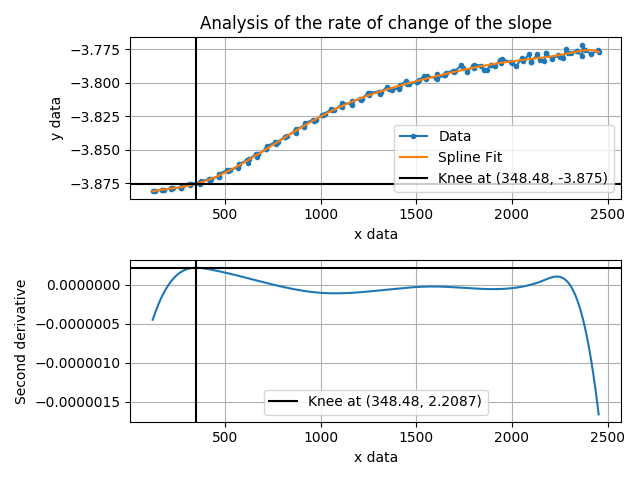 Analysis of the rate of change of the slope
−3.775
−3.800
−3.825
−3.850
−3.875
y data
Data
Spline Fit
Knee at (348.48, -3.875)
500
1000
1500
2000
2500
x data
0.0000000
−0.0000005
−0.0000010
−0.0000015
Second derivative
Knee at (348.48, 2.2087)
500
1000
1500
2000
2500
x data